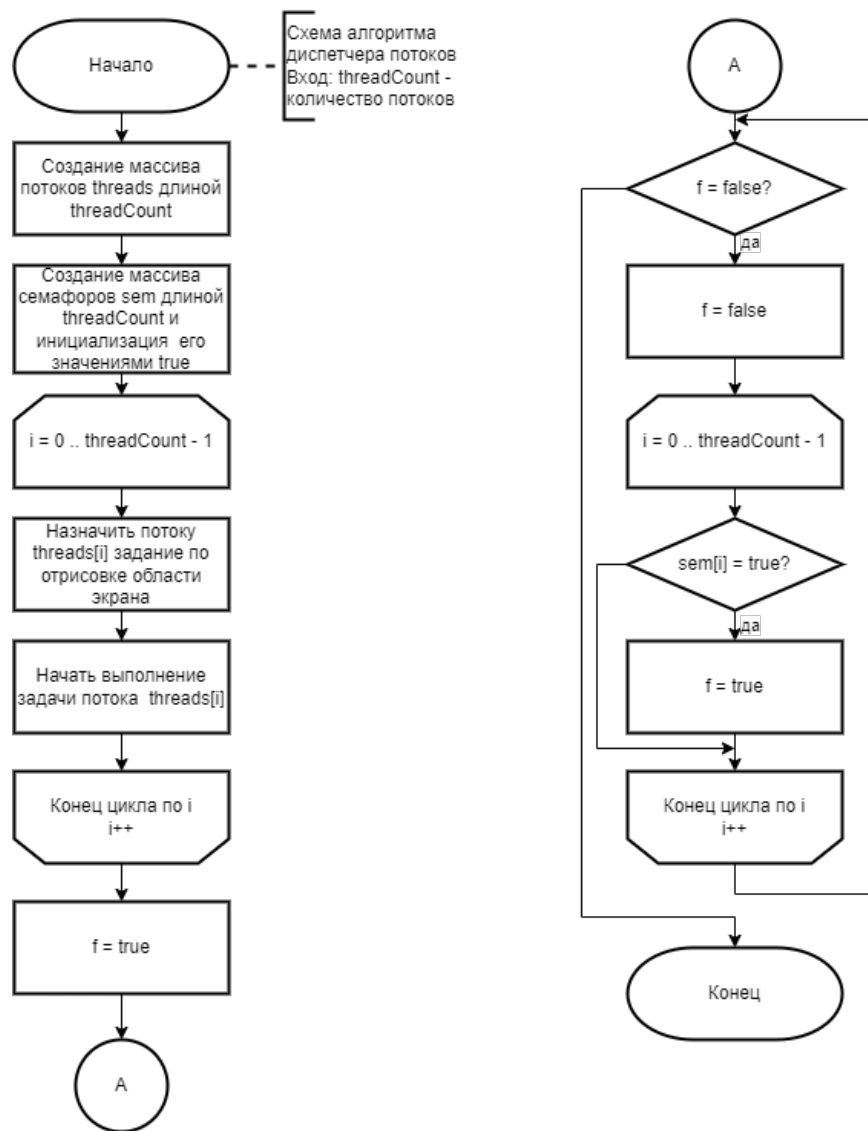 Начало
Схема алгоритма
диспетчера потоков
Вход: threadCount -
количество потоков
Создание массива
потоков threads длиной
threadCount
Создание массива
семафоров sem длиной
threadCount и
инициализация его
значениями true
i = 0 .. threadCount - 1
Назначить потоку
threads[i] задание по
отрисовке области
экрана
Начать выполнение
задачи потока threads[i]
Конец цикла по i
i++
f = true
A
A
f = false?
да
f = false
i = 0 .. threadCount - 1
sem[i] = true?
да
f = true
Конец цикла по i
i++
Конец